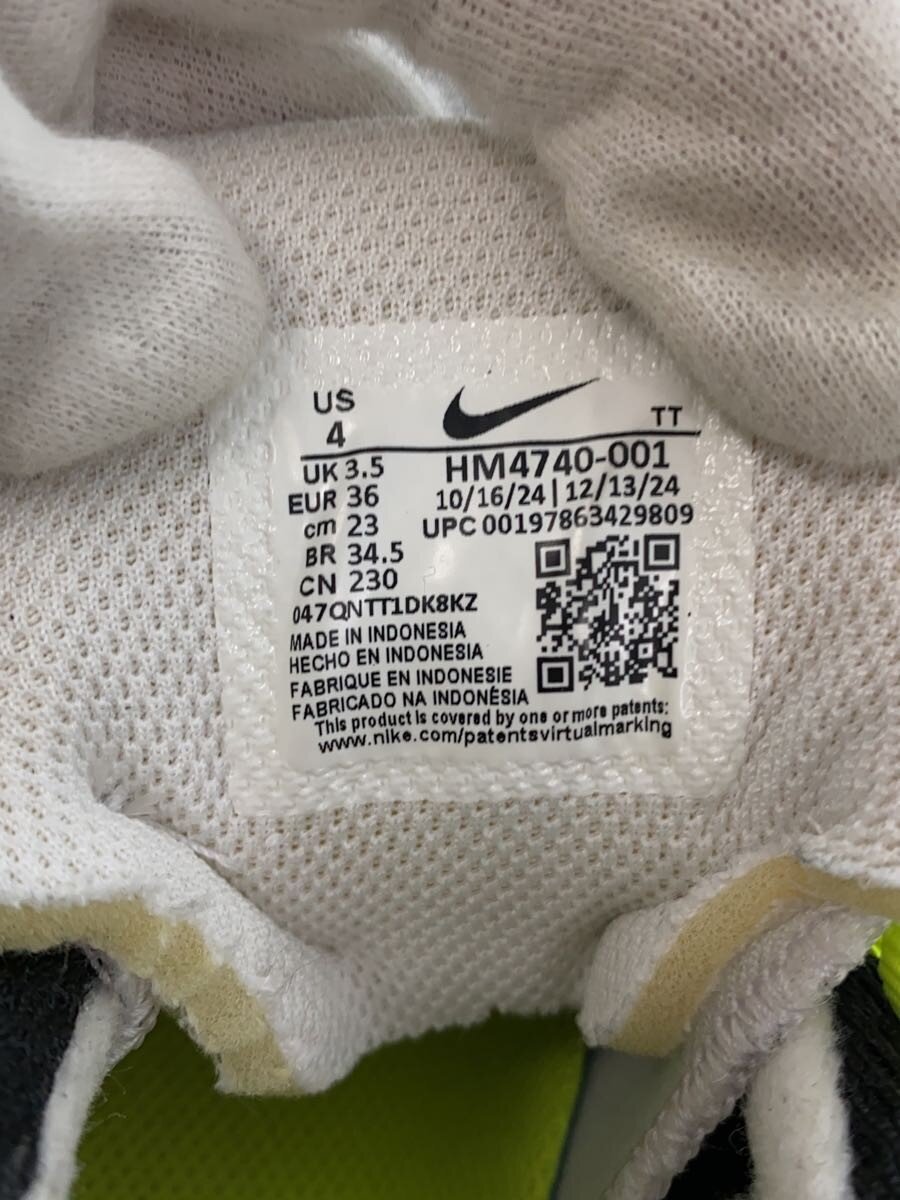 US
4
TT
UK 3.5
EUR 36
cm 23
BR 34.5
CN 230
HM4740-001
10/16/24 | 12/13/24
UPC 00197863429809
047QNTT1DK8KZ
MADE IN INDONESIA
HECHO EN INDONESIA
FABRIQUE EN INDONESIE
FABRICADO NA INDONÉSIA
This product is covered by one or more patents:
www.nike.com/patentsvirtualmarking